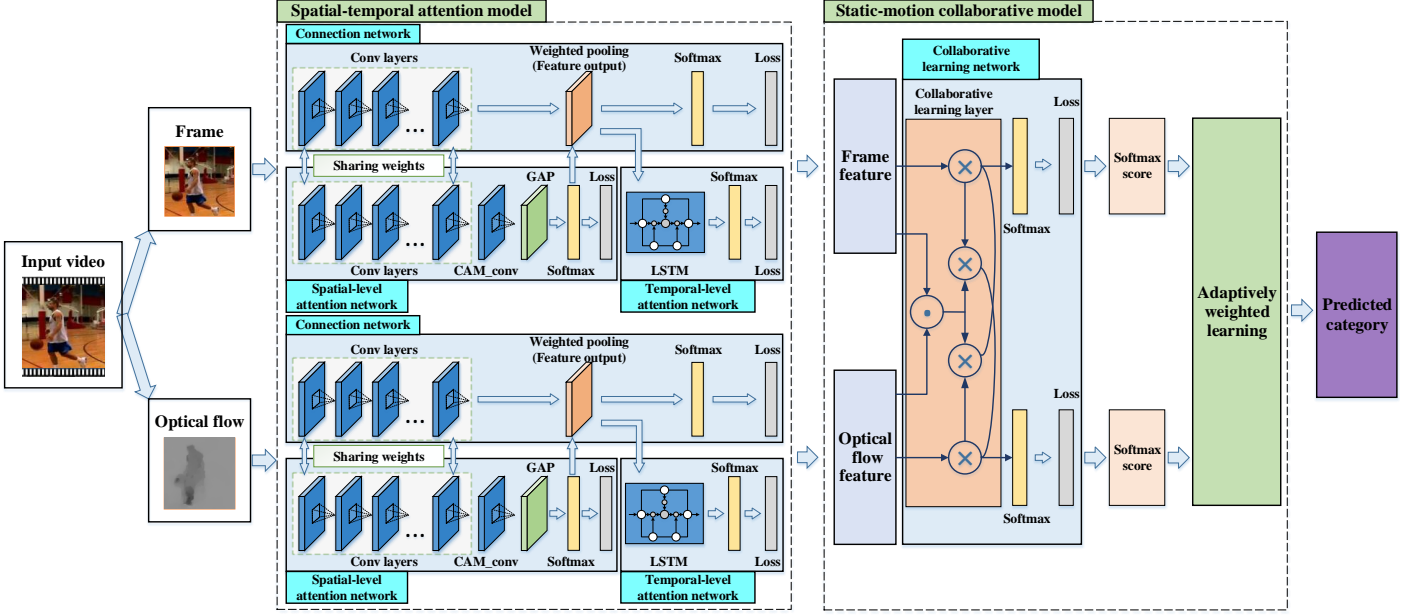 Spatial-temporal attention model
Static-motion collaborative model
Input video
Frame
Optical flow
Connection network
Conv layers
Weighted pooling
(Feature output)
Softmax
Loss
...
Sharing weights
GAP
Loss
Softmax
...
Conv layers
CAM_conv
Softmax
LSTM
Loss
Spatial-level
attention network
Temporal-level
attention network
Connection network
Conv layers
Weighted pooling
(Feature output)
Softmax
Loss
...
Sharing weights
GAP
Loss
Softmax
...
Conv layers
CAM_conv
Softmax
LSTM
Loss
Spatial-level
attention network
Temporal-level
attention network
Collaborative
learning network
Collaborative
learning layer
Loss
Frame
feature
Softmax
Optical
flow
feature
Loss
Softmax
Softmax
score
Softmax
score
Adaptively
weighted
learning
Predicted
category